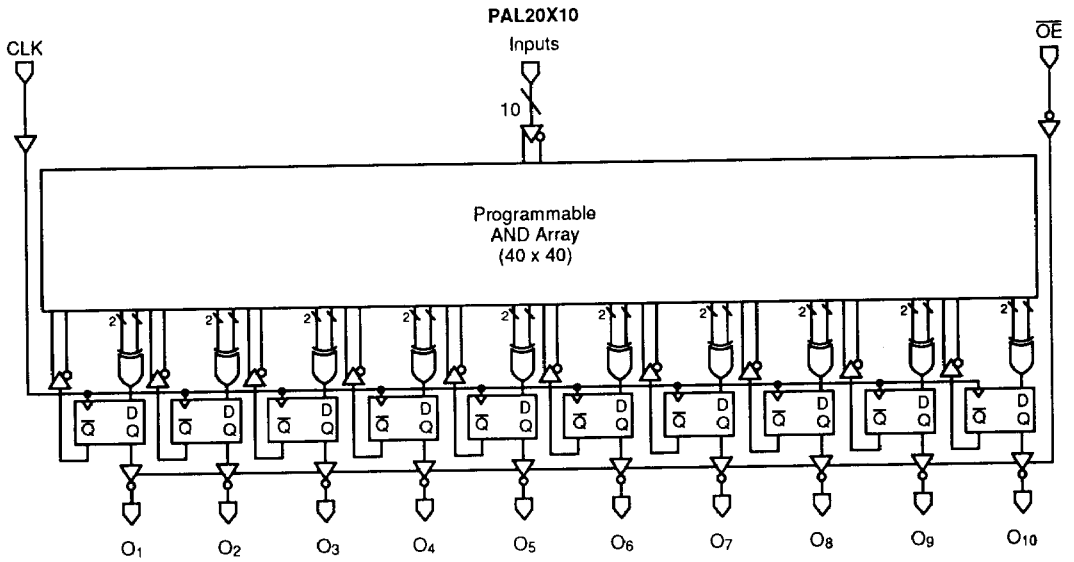 PAL20X10
CLK
Inputs
O̅E̅
10
Programmable
AND Array
(40 x 40)
2 2 2 2 2 2 2 2 2 2
Q̅ D Q̅ D Q̅ D Q̅ D Q̅ D Q̅ D Q̅ D Q̅ D Q̅ D Q̅ D
Q Q Q Q Q Q Q Q Q Q
O1 O2 O3 O4 O5 O6 O7 O8 O9 O10